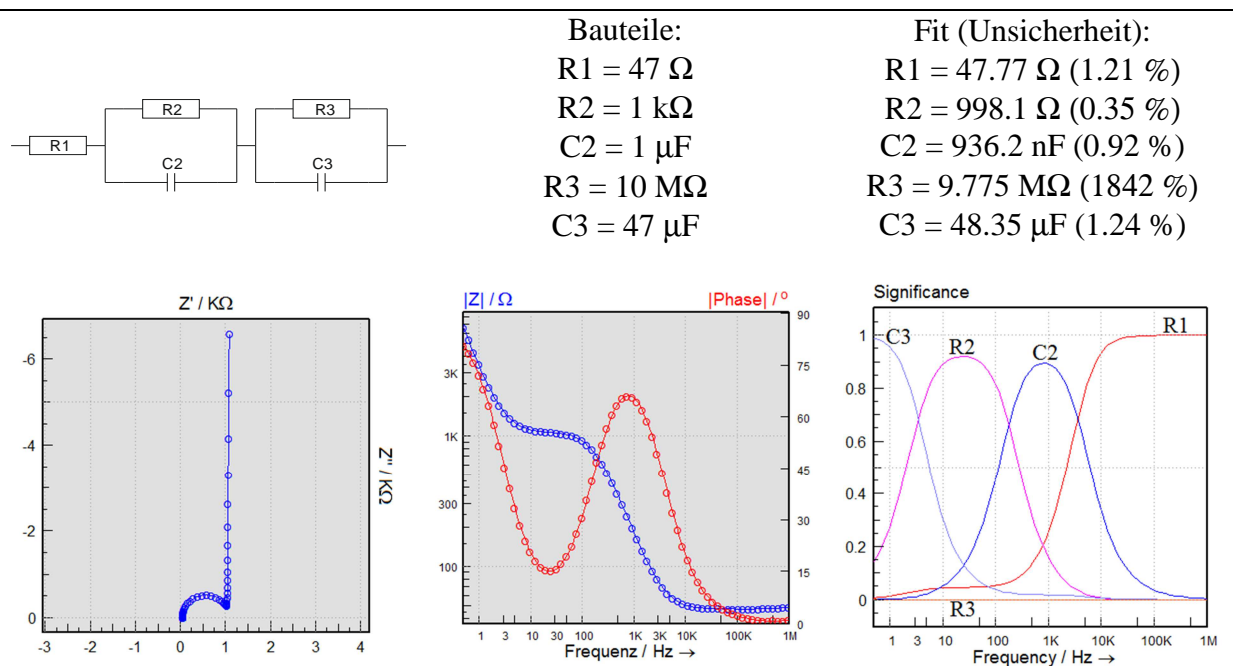 Bauteile:
R1 = 47 Ω
R2 = 1 kΩ
C2 = 1 μF
R3 = 10 MΩ
C3 = 47 μF
Fit (Unsicherheit):
R1 = 47.77 Ω (1.21 %)
R2 = 998.1 Ω (0.35 %)
C2 = 936.2 nF (0.92 %)
R3 = 9.775 MΩ (1842 %)
C3 = 48.35 μF (1.24 %)
R1
R2
C2
R3
C3
Z' / KΩ
-6
-4
-2
0
-3 -2 -1 0 1 2 3 4
Z'' / KΩ
|Z| / Ω
|Phase| / º
3K
1K
300
100
90
75
60
45
30
15
0
1 3 10 30 100 1K 3K 10K 100K 1M
Frequenz / Hz →
Significance
1
0.8
0.6
0.4
0.2
0
C3
R2
C2
R1
R3
1 3 10 100 1K 10K 100K 1M
Frequency / Hz →